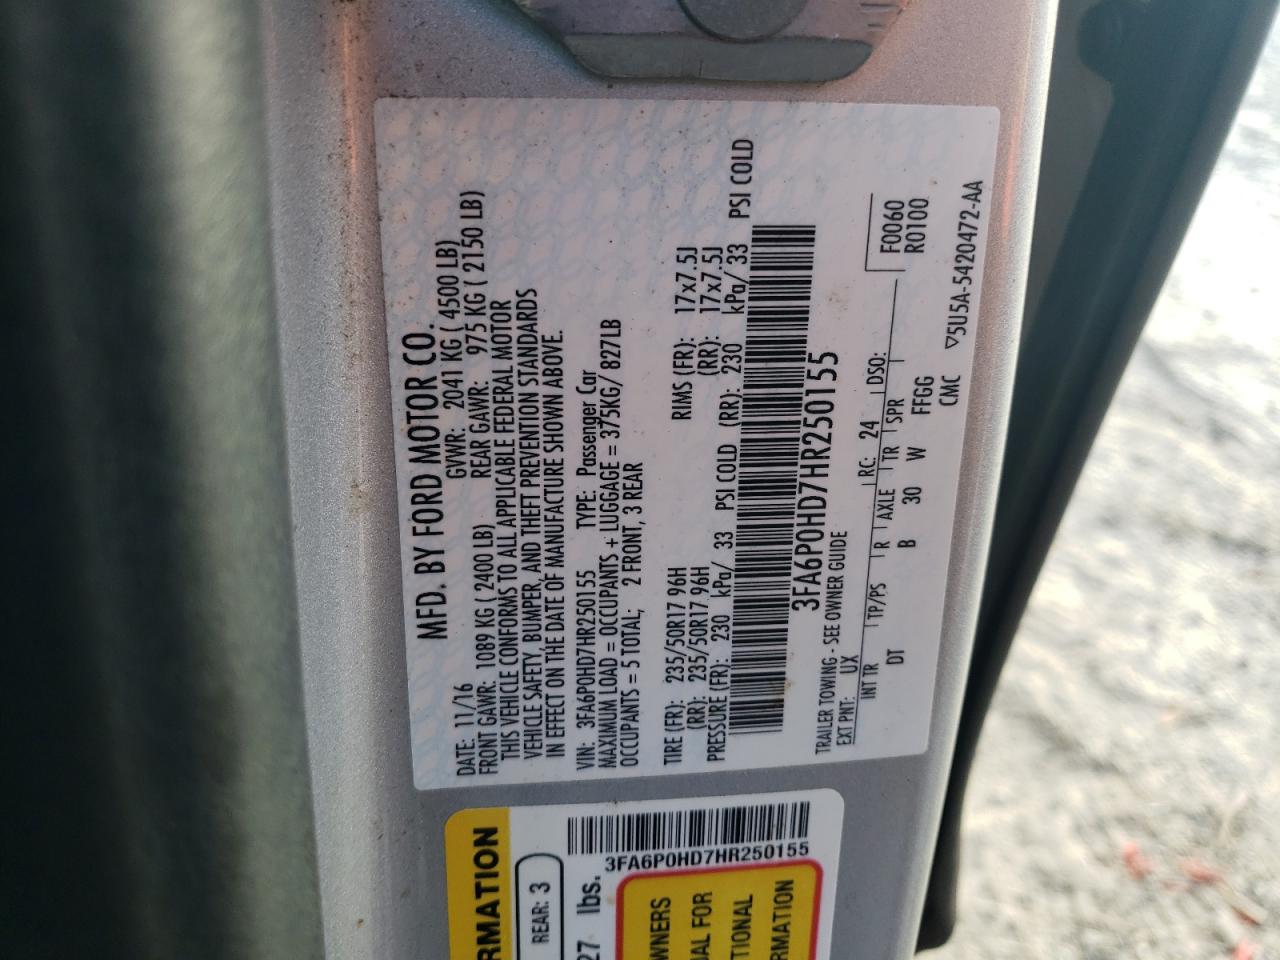 MFD. BY FORD MOTOR CO.
DATE: 11/16 GVWR: 2041 KG ( 4500 LB)
FRONT GAWR: 1089 KG ( 2400 LB) REAR GAWR: 975 KG ( 2150 LB)
THIS VEHICLE CONFORMS TO ALL APPLICABLE FEDERAL MOTOR
VEHICLE SAFETY, BUMPER, AND THEFT PREVENTION STANDARDS
IN EFFECT ON THE DATE OF MANUFACTURE SHOWN ABOVE.
VIN: 3FA6P0HD7HR250155 TYPE: Passenger Car
MAXIMUM LOAD = OCCUPANTS + LUGGAGE = 375KG/ 827LB
OCCUPANTS = 5 TOTAL; 2 FRONT, 3 REAR
TIRE (FR): 235/50R17 96H RIMS (FR): 17x7.5J
(RR): 235/50R17 96H (RR): 17x7.5J
PRESSURE (FR): 230 kPa/ 33 PSI COLD (RR): 230 kPa/ 33 PSI COLD
3FA6P0HD7HR250155
TRAILER TOWING - SEE OWNER GUIDE
EXT PNT: UX RC: 24 DSO:
INT TR TP/PS R AXLE TR SPR F0060
DT B 30 W FFGG R0100
CMC
▽5U5A-5420472-AA
RMATION
REAR: 3
27 lbs.
3FA6P0HD7HR250155
WNERS
AL FOR
TIONAL
RMATION